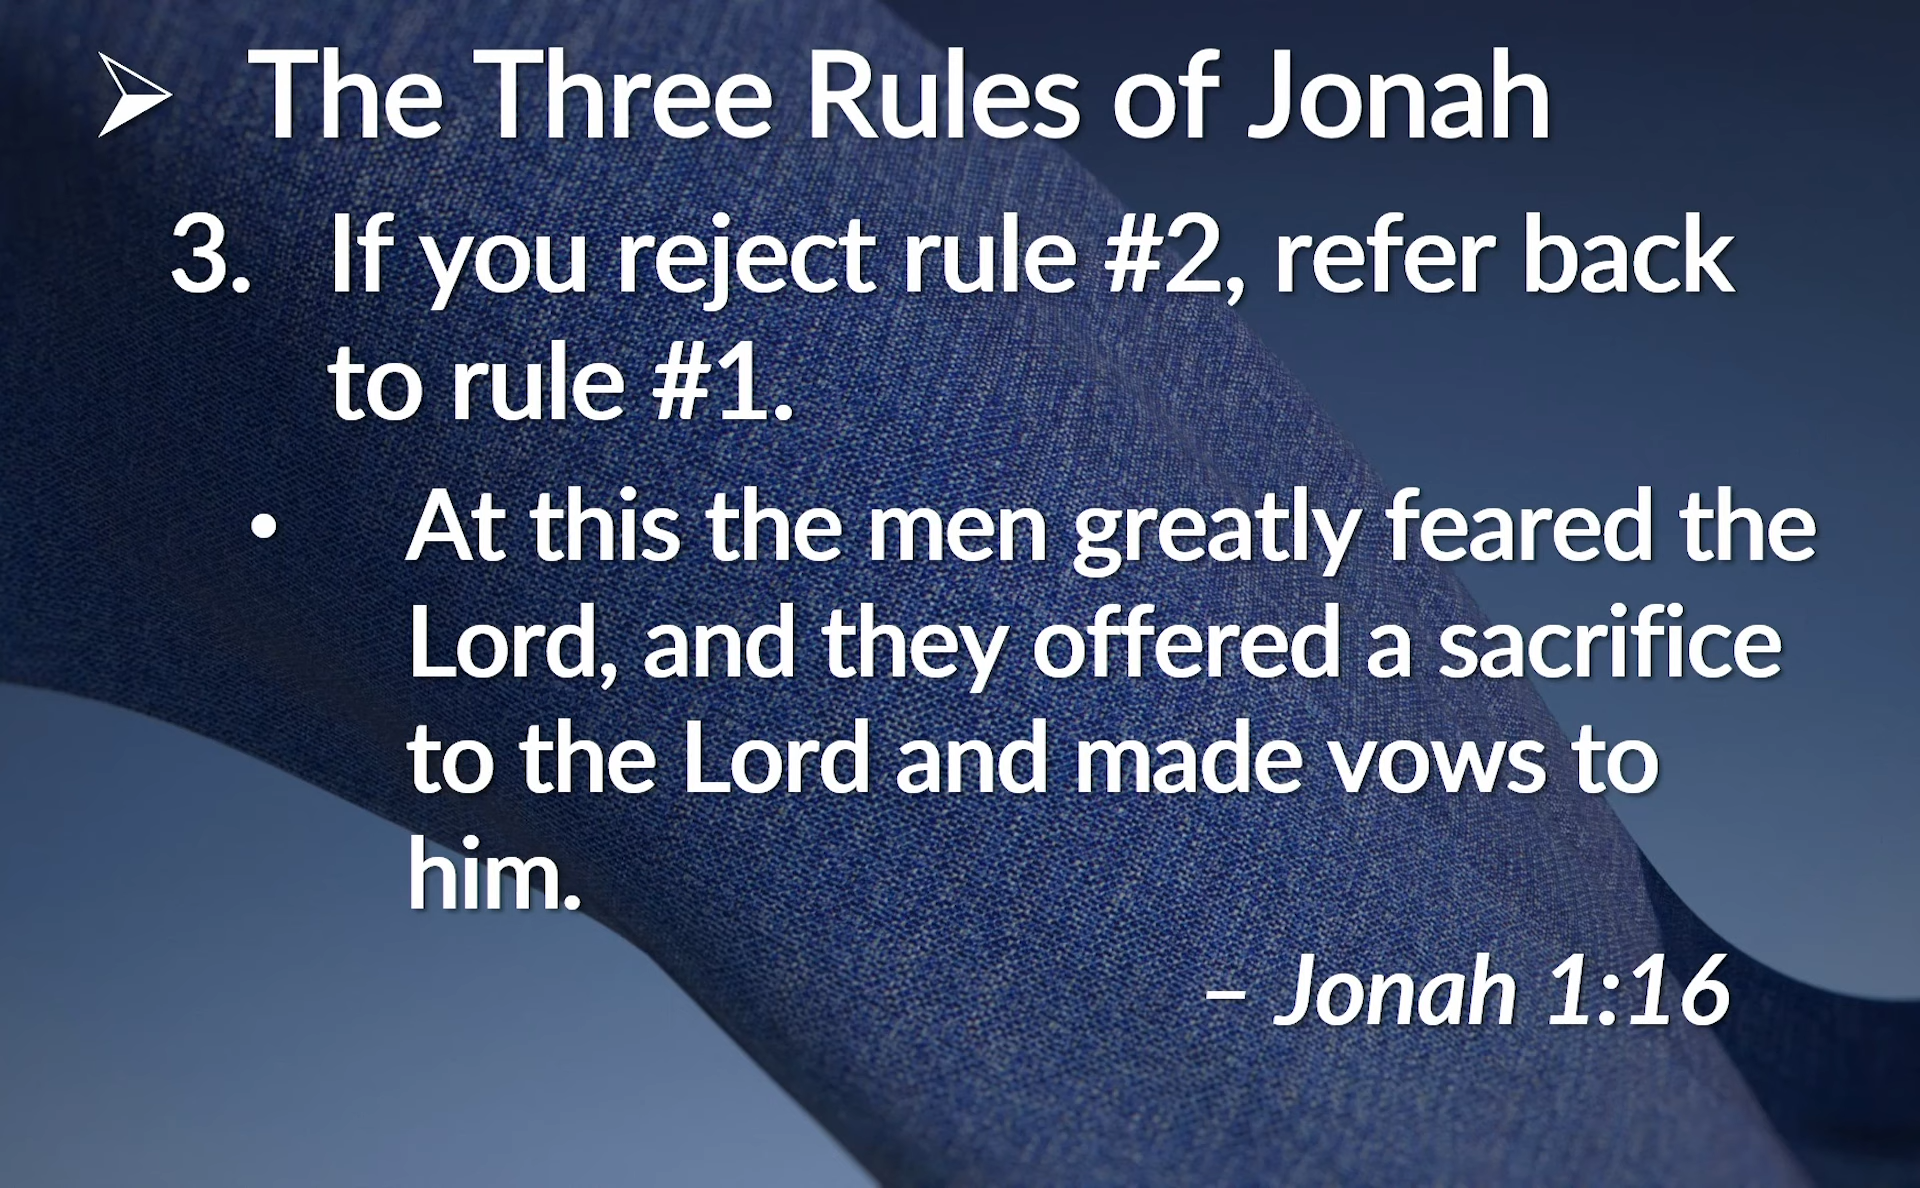 ➢ The Three Rules of Jonah
3. If you reject rule #2, refer back
to rule #1.
• At this the men greatly feared the
Lord, and they offered a sacrifice
to the Lord and made vows to
him.
– Jonah 1:16